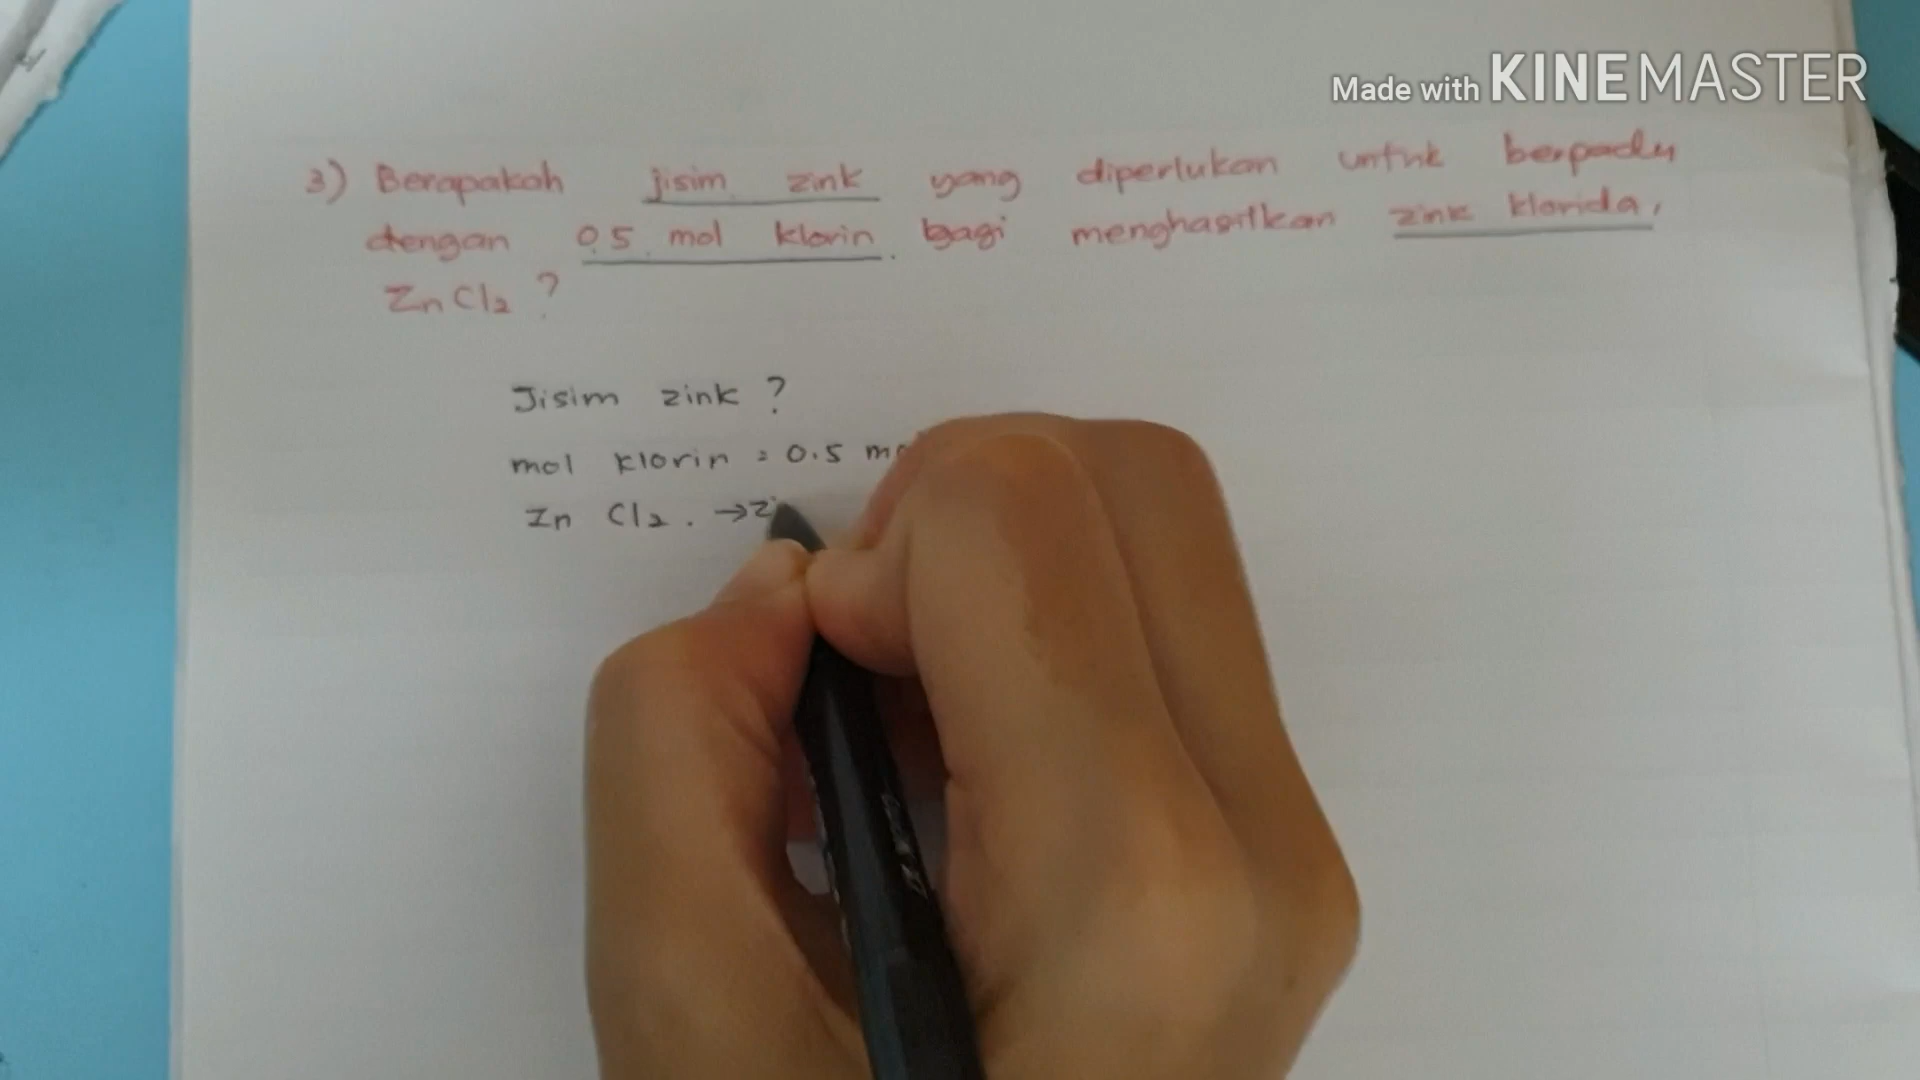 Made with KINEMASTER
3) Berapakah jisim zink yang diperlukan untuk berpadu
dengan 0.5 mol klorin bagi menghasilkan zink klorida,
ZnCl2 ?
Jisim zink ?
mol klorin = 0.5
Zn Cl2 . →